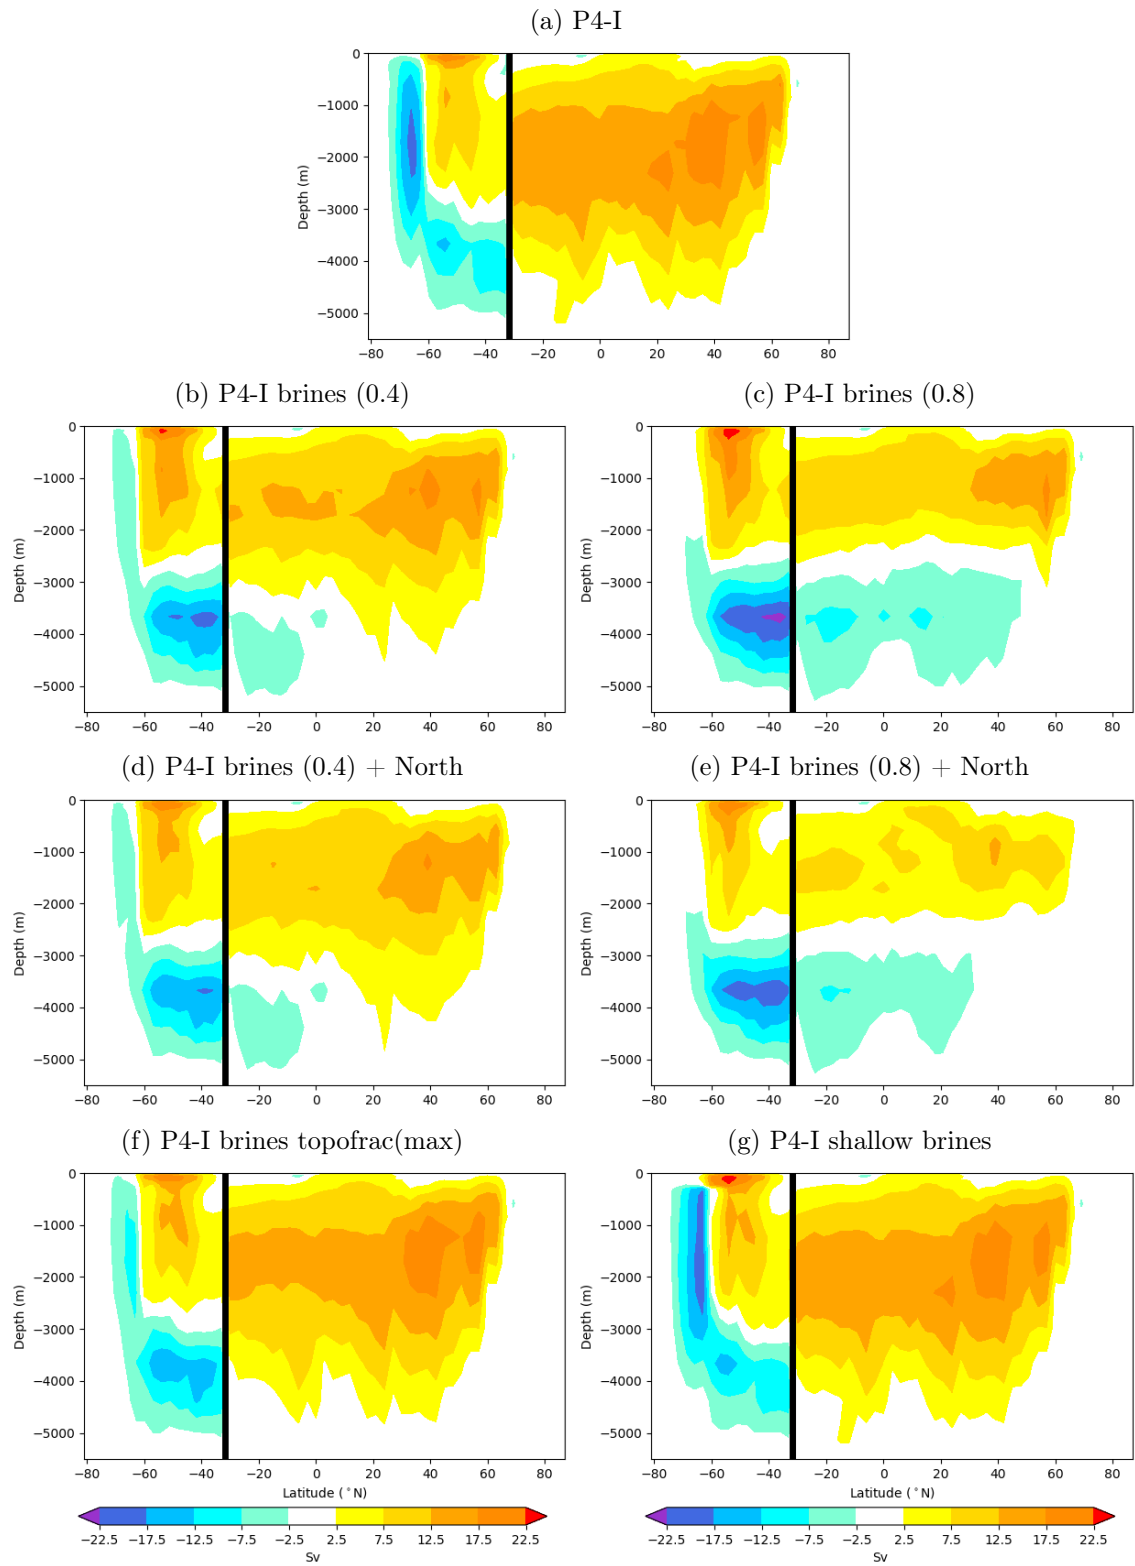 (a) P4-I
0
−1000
−2000
−3000
−4000
−5000
Depth (m)
−80 −60 −40 −20 0 20 40 60 80
(b) P4-I brines (0.4)
(c) P4-I brines (0.8)
0
−1000
−2000
−3000
−4000
−5000
Depth (m)
−80 −60 −40 −20 0 20 40 60 80
0
−1000
−2000
−3000
−4000
−5000
Depth (m)
−80 −60 −40 −20 0 20 40 60 80
(d) P4-I brines (0.4) + North
(e) P4-I brines (0.8) + North
0
−1000
−2000
−3000
−4000
−5000
Depth (m)
−80 −60 −40 −20 0 20 40 60 80
0
−1000
−2000
−3000
−4000
−5000
Depth (m)
−80 −60 −40 −20 0 20 40 60 80
(f) P4-I brines topofrac(max)
(g) P4-I shallow brines
0
−1000
−2000
−3000
−4000
−5000
Depth (m)
−80 −60 −40 −20 0 20 40 60 80
Latitude (°N)
0
−1000
−2000
−3000
−4000
−5000
Depth (m)
−80 −60 −40 −20 0 20 40 60 80
Latitude (°N)
−22.5 −17.5 −12.5 −7.5 −2.5 2.5 7.5 12.5 17.5 22.5
Sv
−22.5 −17.5 −12.5 −7.5 −2.5 2.5 7.5 12.5 17.5 22.5
Sv